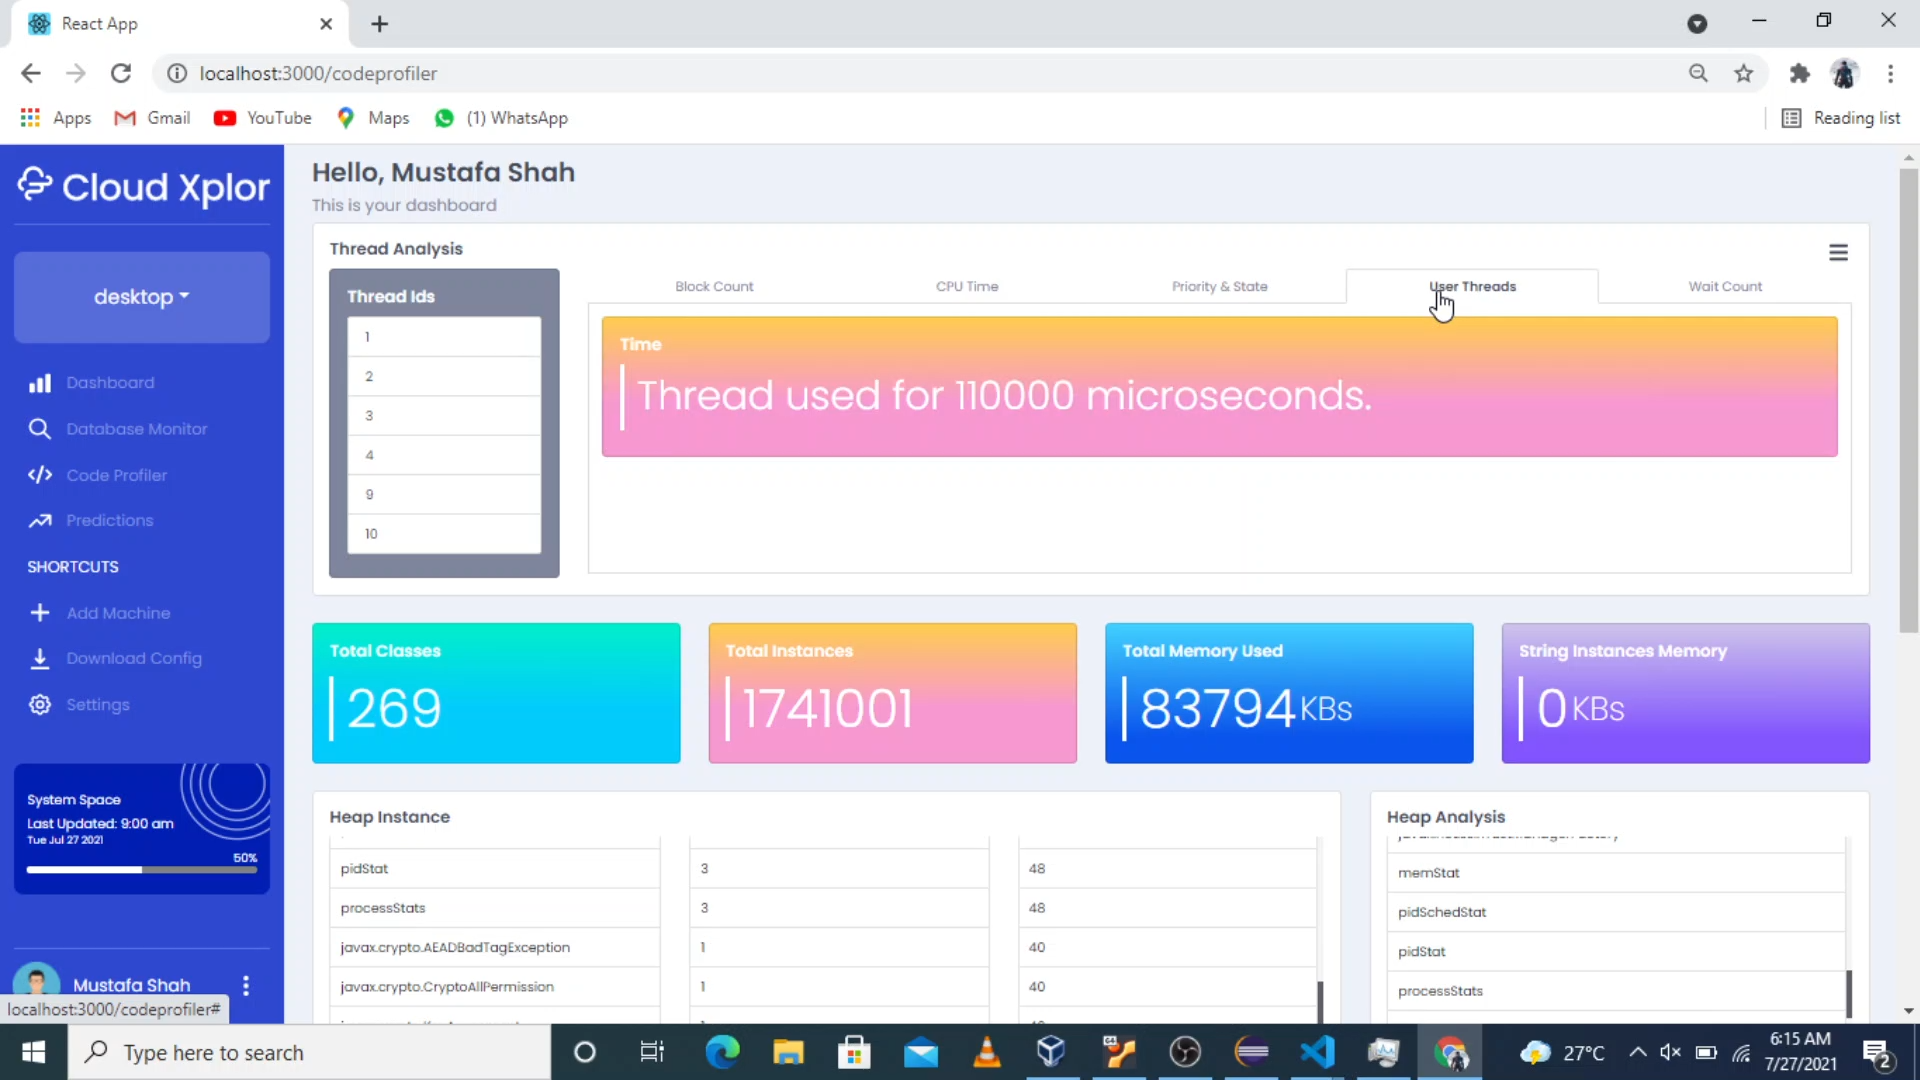 React App
localhost:3000/codeprofiler
Apps
Gmail
YouTube
Maps
(1) WhatsApp
Reading list
Cloud Xplor
desktop
Dashboard
Database Monitor
Code Profiler
Predictions
SHORTCUTS
Add Machine
Download Config
Settings
System Space
Last Updated: 9:00 am
Tue Jul 27 2021
50%
Mustafa Shah
localhost:3000/codeprofiler#
Hello, Mustafa Shah
This is your dashboard
Thread Analysis
Thread Ids
1
2
3
4
9
10
Block Count
CPU Time
Priority & State
User Threads
Wait Count
Time
Thread used for 110000 microseconds.
Total Classes
269
Total Instances
1741001
Total Memory Used
83794 KBs
String Instances Memory
0 KBs
Heap Instance
pidStat 3 48
processStats 3 48
javax.crypto.AEADBadTagException 1 40
javax.crypto.CryptoAllPermission 1 40
Heap Analysis
memStat
pidSchedStat
pidStat
processStats
Type here to search
64
27°C
6:15 AM
7/27/2021
2